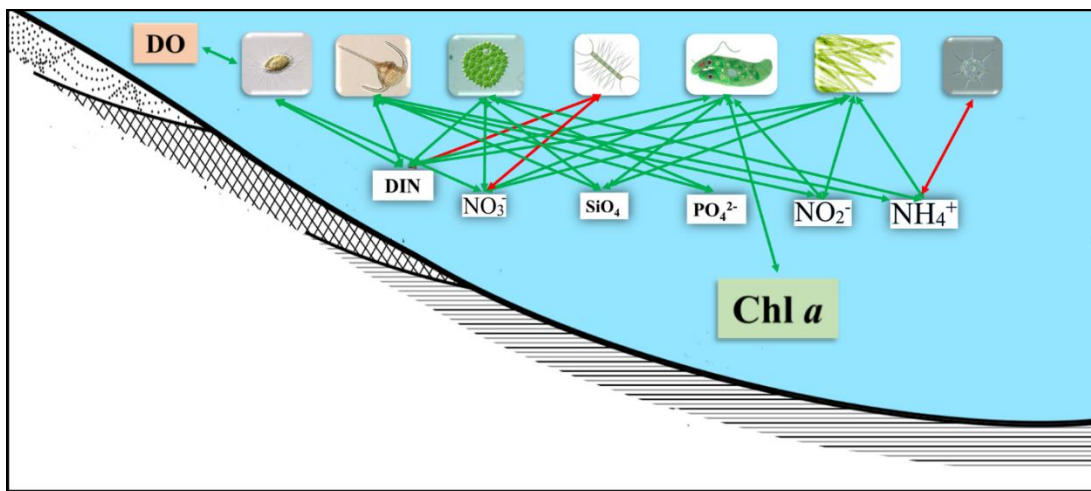 DO
DIN
NO₃⁻
SiO₄
PO₄²⁻
NO₂⁻
NH₄⁺
Chl a